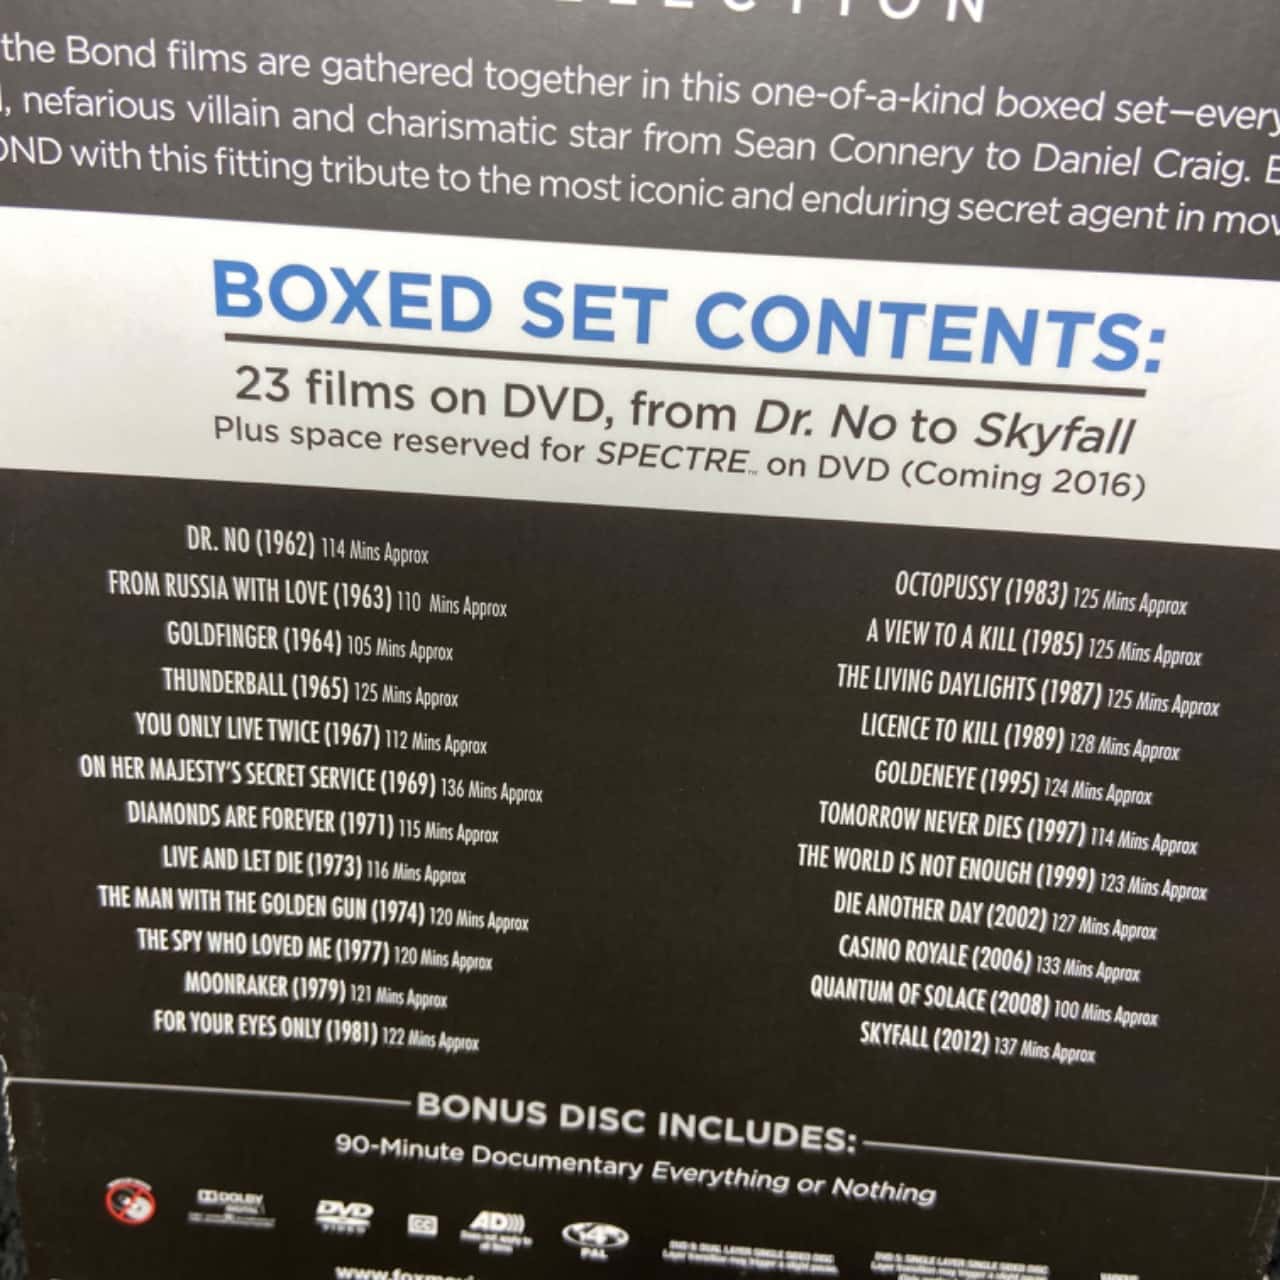 the Bond films are gathered together in this one-of-a-kind boxed set—every
nefarious villain and charismatic star from Sean Connery to Daniel Craig.
with this fitting tribute to the most iconic and enduring secret agent in
BOXED SET CONTENTS:
23 films on DVD, from Dr. No to Skyfall
Plus space reserved for SPECTRE™ on DVD (Coming 2016)
DR. NO (1962) 114 Mins Approx
FROM RUSSIA WITH LOVE (1963) 110 Mins Approx
GOLDFINGER (1964) 105 Mins Approx
THUNDERBALL (1965) 125 Mins Approx
YOU ONLY LIVE TWICE (1967) 112 Mins Approx
ON HER MAJESTY'S SECRET SERVICE (1969) 136 Mins Approx
DIAMONDS ARE FOREVER (1971) 115 Mins Approx
LIVE AND LET DIE (1973) 116 Mins Approx
THE MAN WITH THE GOLDEN GUN (1974) 120 Mins Approx
THE SPY WHO LOVED ME (1977) 120 Mins Approx
MOONRAKER (1979) 121 Mins Approx
FOR YOUR EYES ONLY (1981) 122 Mins Approx
OCTOPUSSY (1983) 125 Mins Approx
A VIEW TO A KILL (1985) 125 Mins Approx
THE LIVING DAYLIGHTS (1987) 125 Mins Approx
LICENCE TO KILL (1989) 128 Mins Approx
GOLDENEYE (1995) 124 Mins Approx
TOMORROW NEVER DIES (1997) 114 Mins Approx
THE WORLD IS NOT ENOUGH (1999) 123 Mins Approx
DIE ANOTHER DAY (2002) 127 Mins Approx
CASINO ROYALE (2006) 133 Mins Approx
QUANTUM OF SOLACE (2008) 100 Mins Approx
SKYFALL (2012) 137 Mins Approx
BONUS DISC INCLUDES:
90-Minute Documentary Everything or Nothing
DOLBY DIGITAL
DVD VIDEO
CC
AD
4
PAL